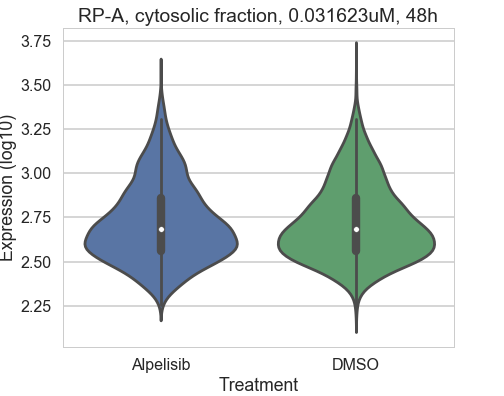 RP-A, cytosolic fraction, 0.031623uM, 48h
Expression (log10)
3.75
3.50
3.25
3.00
2.75
2.50
2.25
Alpelisib
DMSO
Treatment